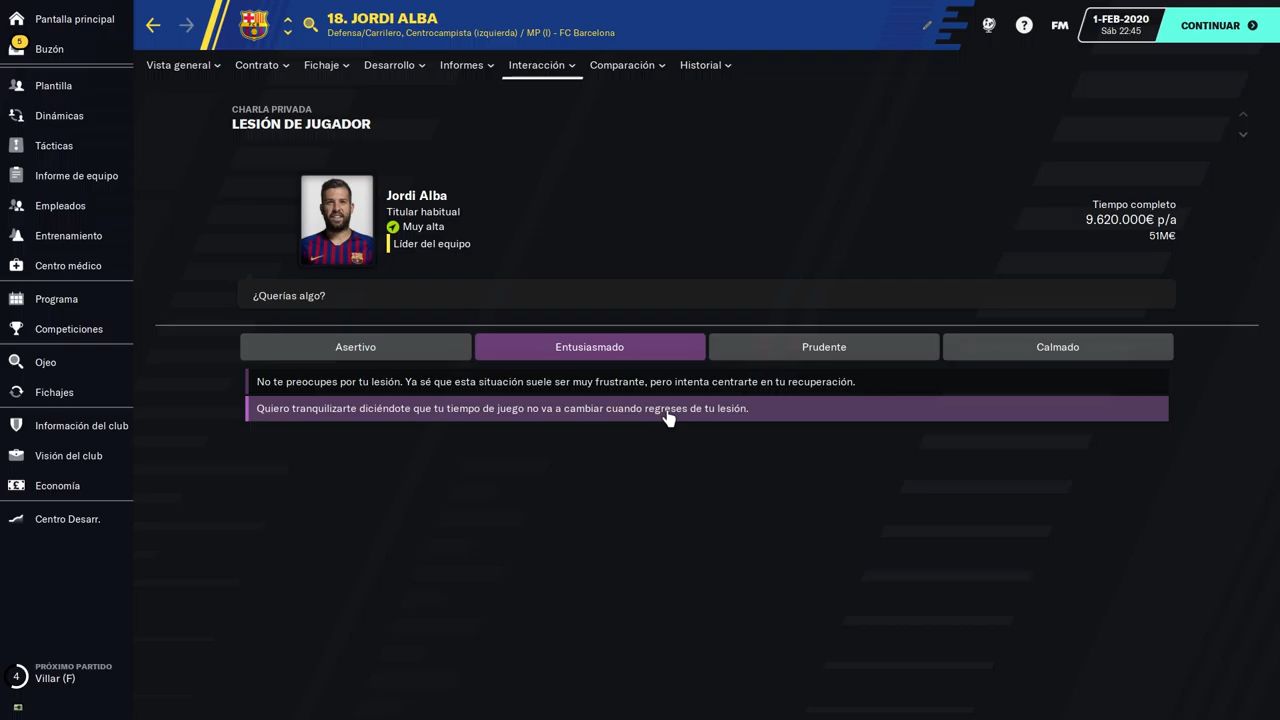 Pantalla principal
5
Buzón
Plantilla
Dinámicas
Tácticas
Informe de equipo
Empleados
Entrenamiento
Centro médico
Programa
Competiciones
Ojeo
Fichajes
Información del club
Visión del club
Economía
Centro Desarr.
PRÓXIMO PARTIDO
4
Villar (F)
18. JORDI ALBA
Defensa/Carrilero, Centrocampista (izquierda) / MP (I) - FC Barcelona
?
FM
1-FEB-2020
Sáb 22:45
CONTINUAR
Vista general
Contrato
Fichaje
Desarrollo
Informes
Interacción
Comparación
Historial
CHARLA PRIVADA
LESIÓN DE JUGADOR
Jordi Alba
Titular habitual
Muy alta
Líder del equipo
Tiempo completo
9.620.000€ p/a
51M€
¿Querías algo?
Asertivo
Entusiasmado
Prudente
Calmado
No te preocupes por tu lesión. Ya sé que esta situación suele ser muy frustrante, pero intenta centrarte en tu recuperación.
Quiero tranquilizarte diciéndote que tu tiempo de juego no va a cambiar cuando regreses de tu lesión.